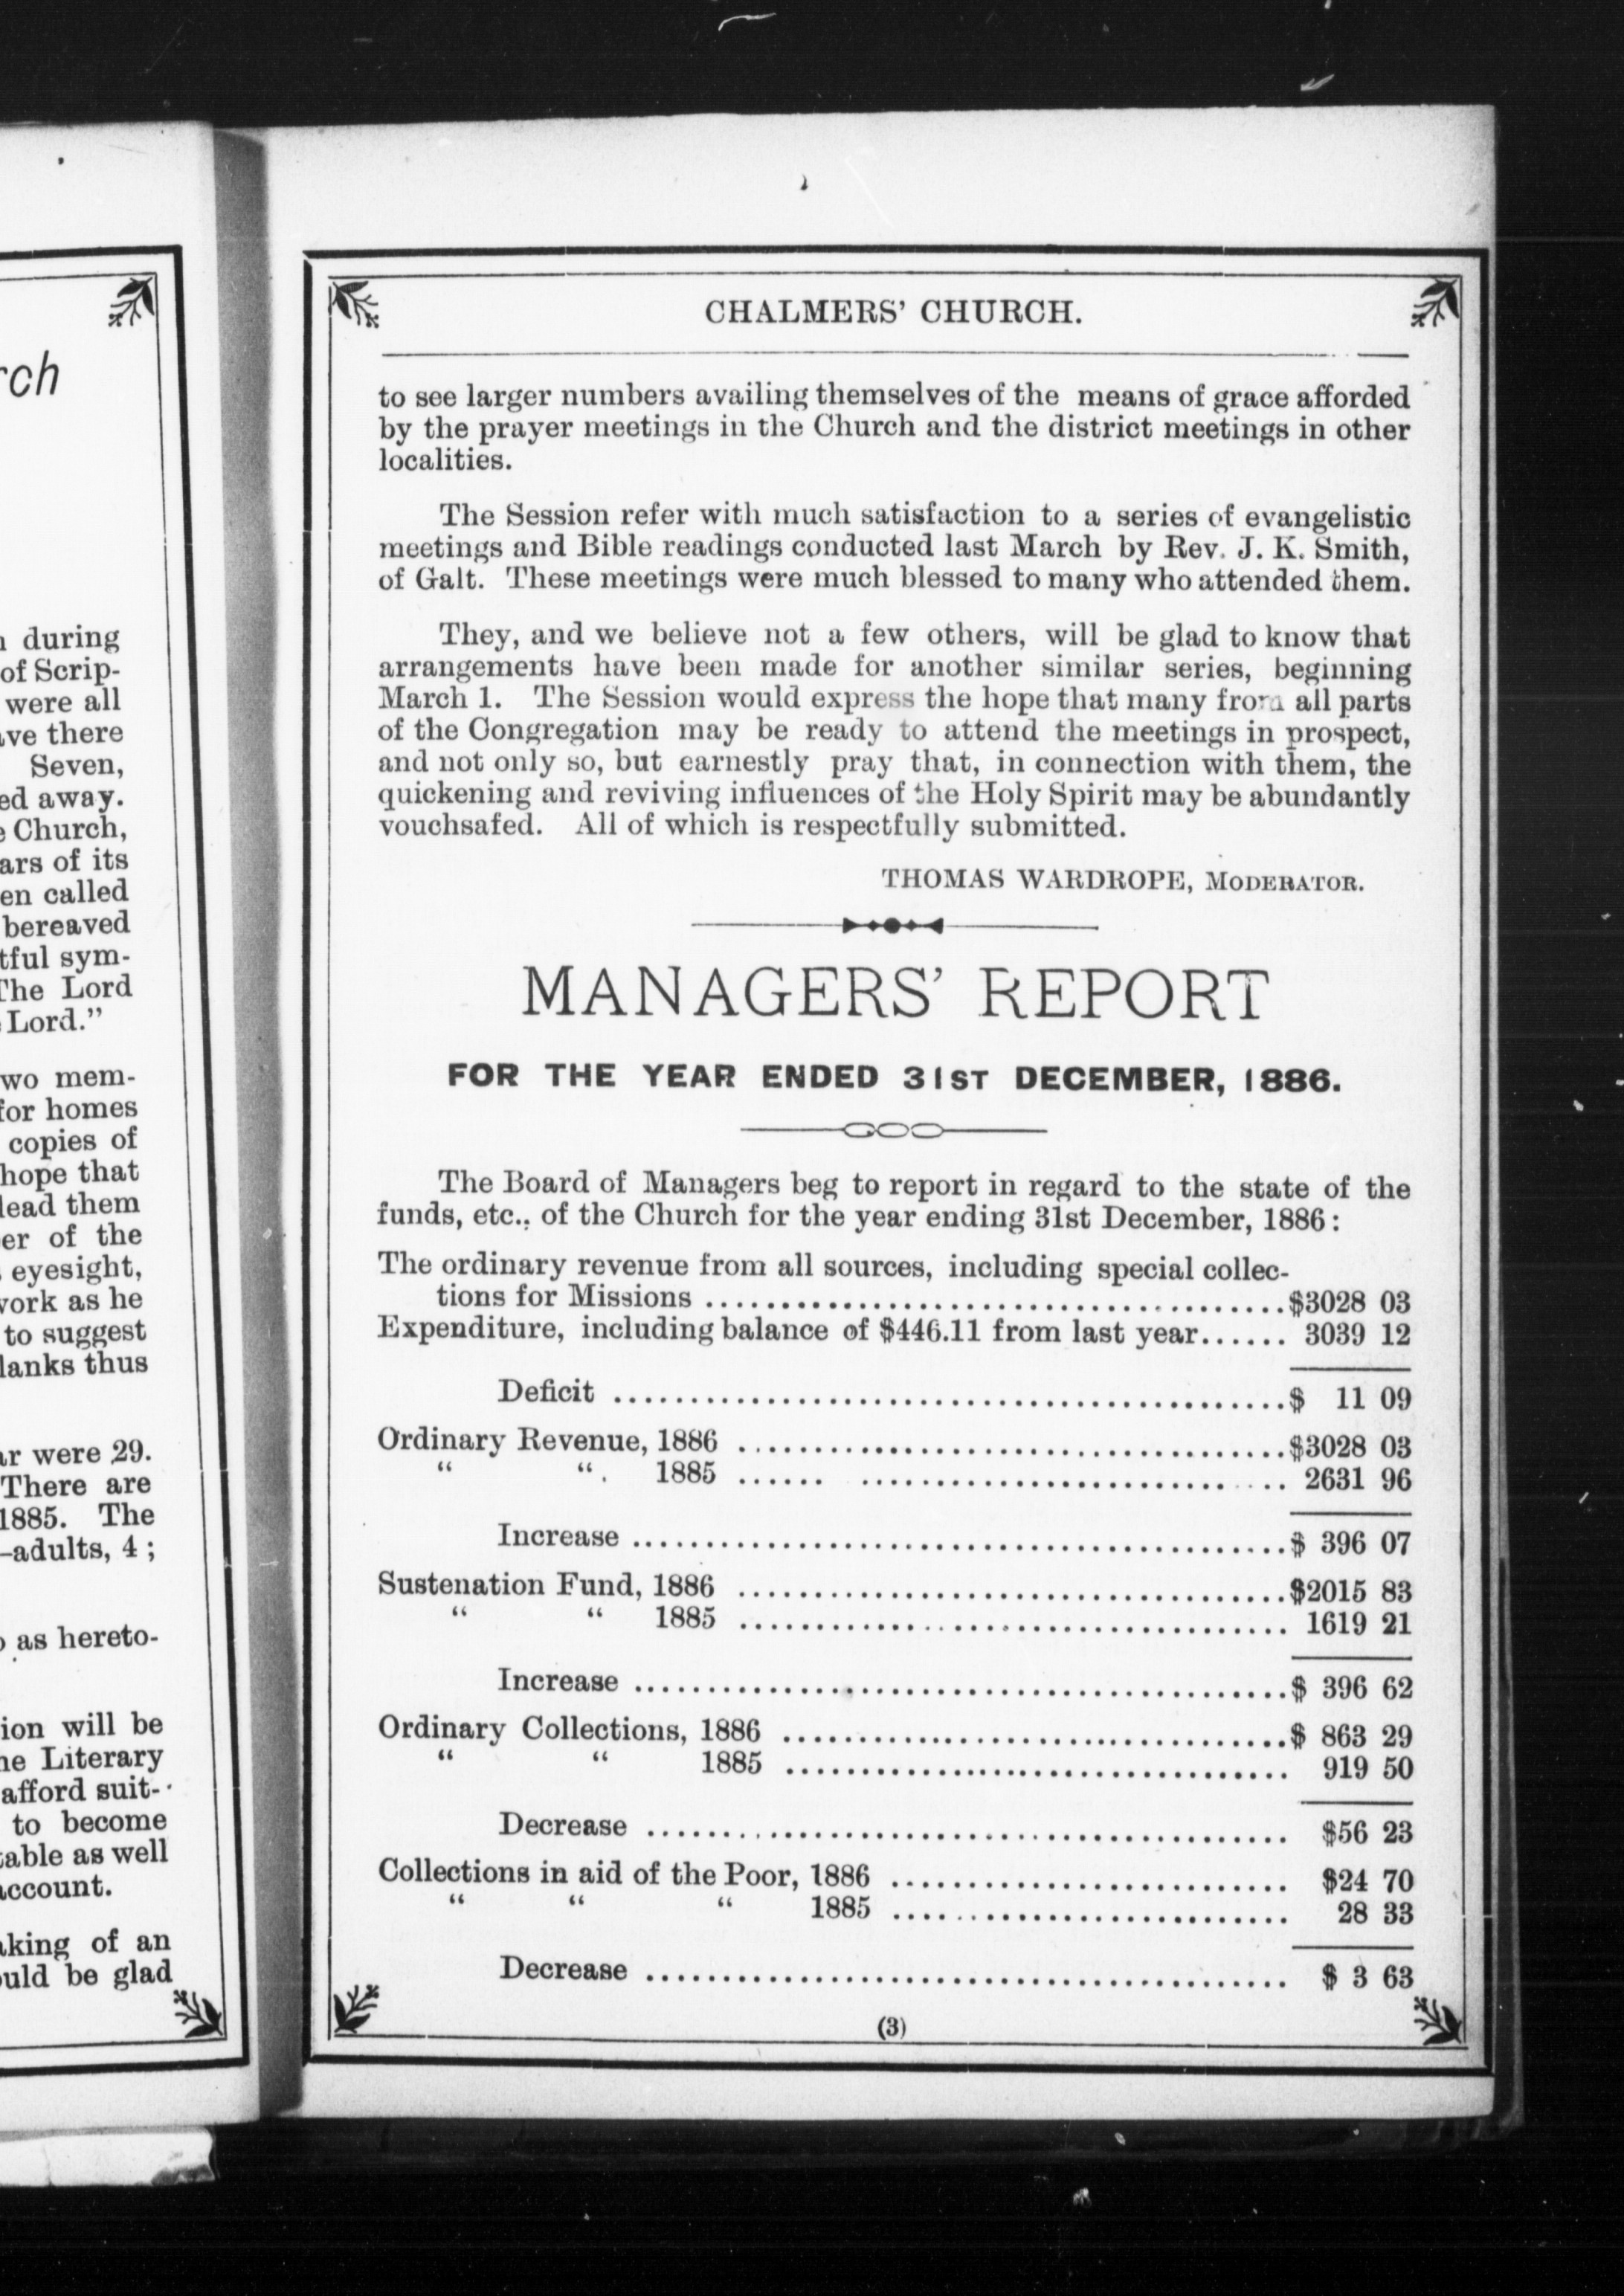 rch
during
of Scrip-
were all
ave there
Seven,
ed away.
Church,
ars of its
en called
bereaved
tful sym-
The Lord
Lord.”
wo mem-
for homes
copies of
hope that
lead them
er of the
eyesight,
work as he
to suggest
lanks thus
ar were 29.
There are
1885. The
–adults, 4 ;
as hereto-
ion will be
he Literary
afford suit-
to become
table as well
account.
aking of an
ould be glad
CHALMERS’ CHURCH.
to see larger numbers availing themselves of the means of grace afforded
by the prayer meetings in the Church and the district meetings in other
localities.
The Session refer with much satisfaction to a series of evangelistic
meetings and Bible readings conducted last March by Rev. J. K. Smith,
of Galt. These meetings were much blessed to many who attended them.
They, and we believe not a few others, will be glad to know that
arrangements have been made for another similar series, beginning
March 1. The Session would express the hope that many from all parts
of the Congregation may be ready to attend the meetings in prospect,
and not only so, but earnestly pray that, in connection with them, the
quickening and reviving influences of the Holy Spirit may be abundantly
vouchsafed. All of which is respectfully submitted.
THOMAS WARDROPE, MODERATOR.
MANAGERS’ REPORT
FOR THE YEAR ENDED 31ST DECEMBER, 1886.
The Board of Managers beg to report in regard to the state of the
funds, etc., of the Church for the year ending 31st December, 1886:
The ordinary revenue from all sources, including special collec-
tions for Missions ........................................ $3028 03
Expenditure, including balance of $446.11 from last year...... 3039 12
Deficit ............................................. $ 11 09
Ordinary Revenue, 1886 ..................................... $3028 03
“ “ 1885 ...... ............................. 2631 96
Increase ............................................ $ 396 07
Sustenation Fund, 1886 ..................................... $2015 83
“ “ 1885 ..................................... 1619 21
Increase ............................................ $ 396 62
Ordinary Collections, 1886 .................................. $ 863 29
“ “ 1885 .................................. 919 50
Decrease ........................................... $56 23
Collections in aid of the Poor, 1886 ........................... $24 70
“ “ “ 1885 ........................... 28 33
Decrease ........................................... $ 3 63
(3)